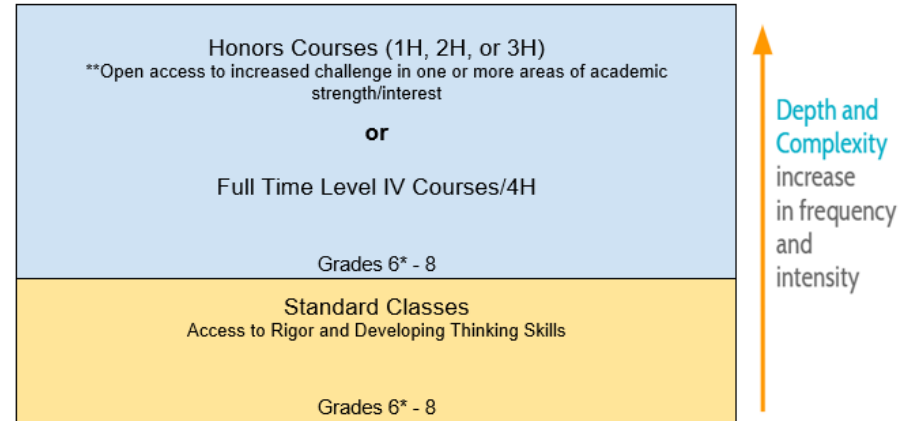 Honors Courses (1H, 2H, or 3H)
**Open access to increased challenge in one or more areas of academic
strength/interest
or
Full Time Level IV Courses/4H
Grades 6* - 8
Standard Classes
Access to Rigor and Developing Thinking Skills
Grades 6* - 8
Depth and
Complexity
increase
in frequency
and
intensity